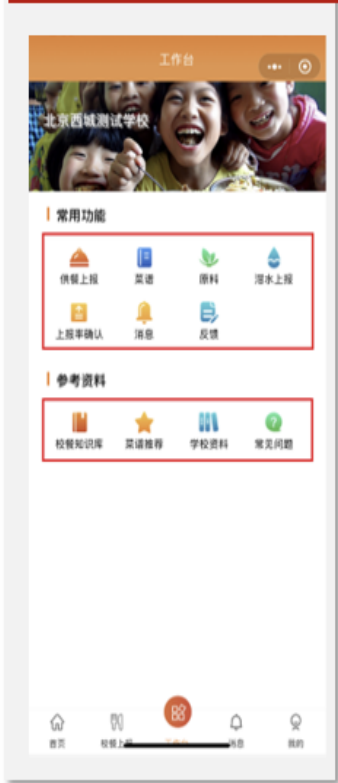 工作台
北京西城测试学校
常用功能
供餐上报 菜谱 原料 泔水上报
上报率确认 消息 反馈
参考资料
校餐知识库 菜谱推荐 学校资料 常见问题
首页 校餐上报 工作台 消息 我的